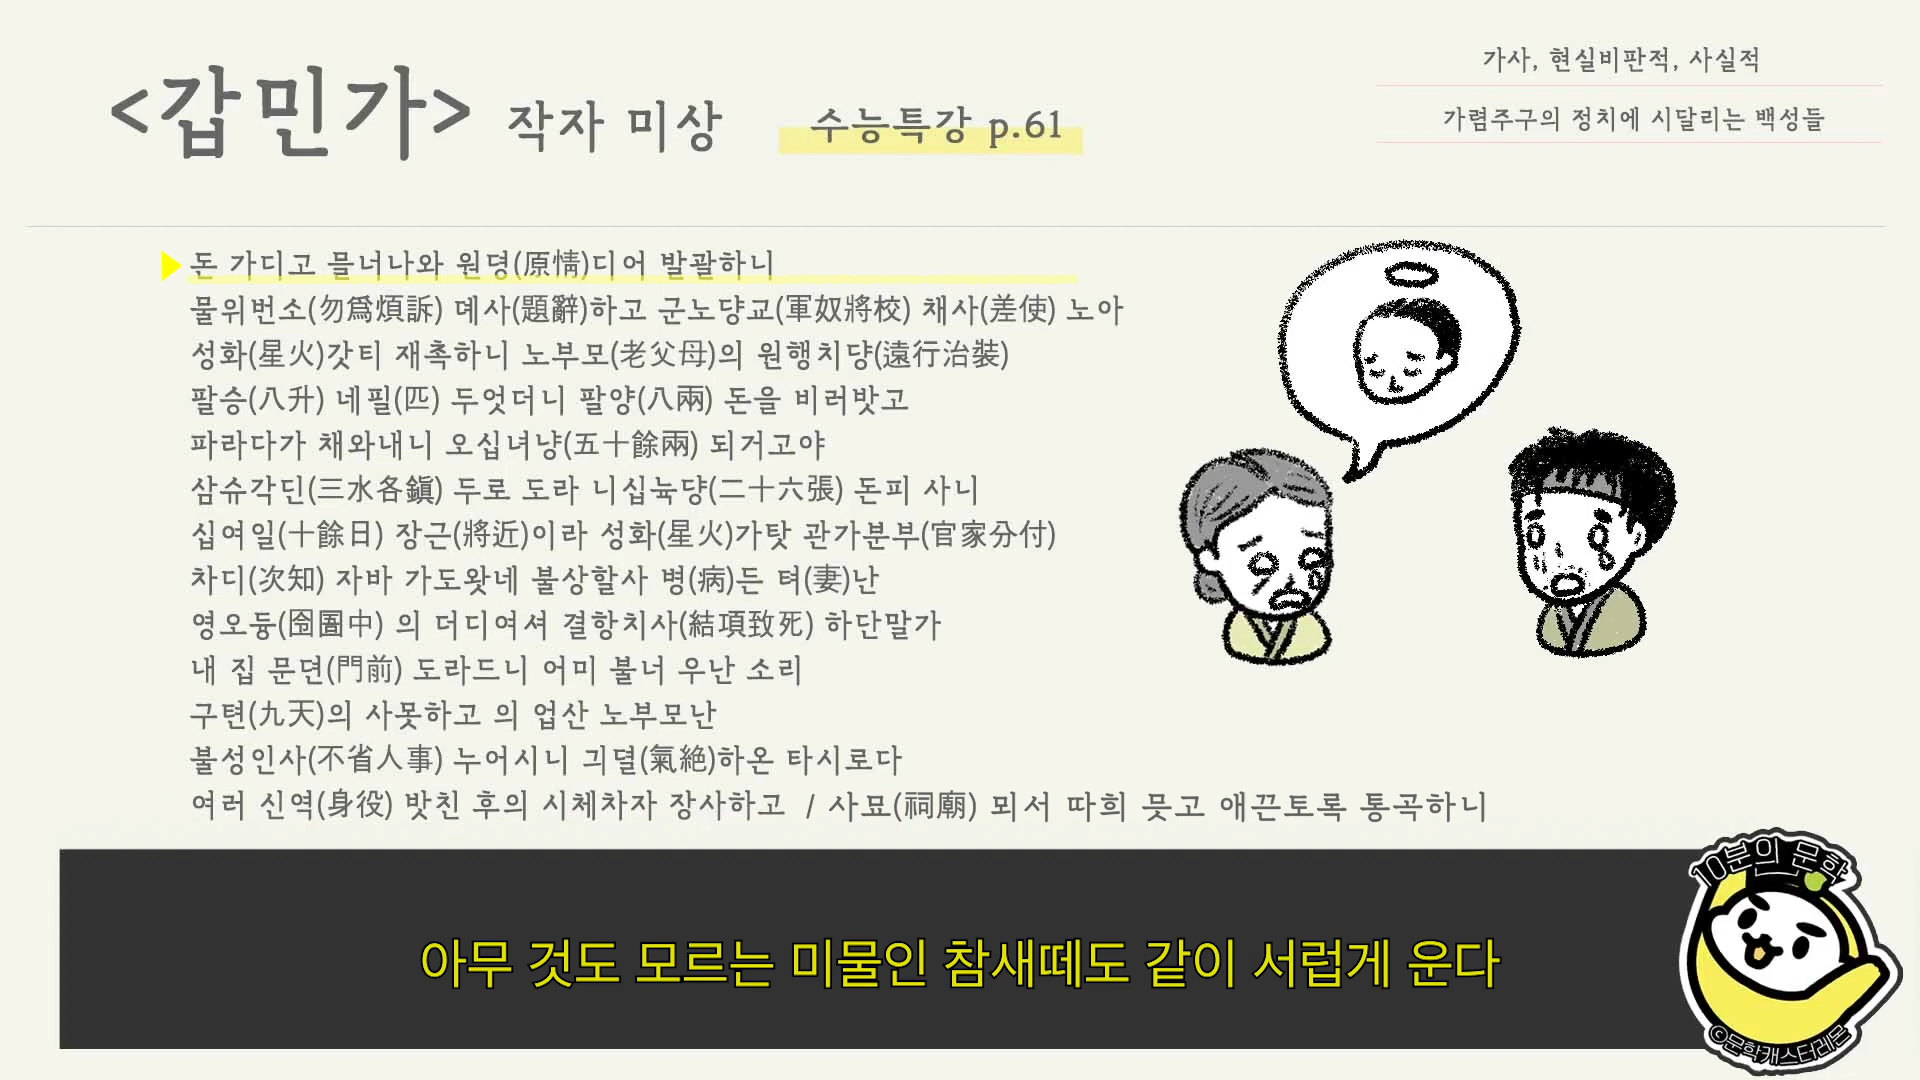 <갑민가> 작자 미상 수능특강 p.61
가사, 현실비판적, 사실적
가렴주구의 정치에 시달리는 백성들
돈 가디고 믈너나와 원뎡(原情)디어 발괄하니
물위번소(勿爲煩訴) 뎨사(題辭)하고 군노댱교(軍奴將校) 채사(差使) 노아
성화(星火)갓티 재촉하니 노부모(老父母)의 원행치댱(遠行治裝)
팔승(八升) 네필(匹) 두엇더니 팔양(八兩) 돈을 비러밧고
파라다가 채와내니 오십녀냥(五十餘兩) 되거고야
삼슈각딘(三水各鎭) 두로 도라 니십뉵댱(二十六張) 돈피 사니
십여일(十餘日) 장근(將近)이라 성화(星火)가탓 관가분부(官家分付)
차디(次知) 자바 가도왓네 불상할사 병(病)든 텨(妻)난
영오듕(囹圄中) 의 더디여셔 결항치사(結項致死) 하단말가
내 집 문뎐(門前) 도라드니 어미 불너 우난 소리
구텬(九天)의 사못하고 의 업산 노부모난
불성인사(不省人事) 누어시니 긔뎔(氣絶)하온 타시로다
여러 신역(身役) 밧친 후의 시체차자 장사하고 / 사묘(祠廟) 뫼서 따희 뭇고 애끈토록 통곡하니
아무 것도 모르는 미물인 참새떼도 같이 서럽게 운다
10분의 문학
©문학캐스터레몬